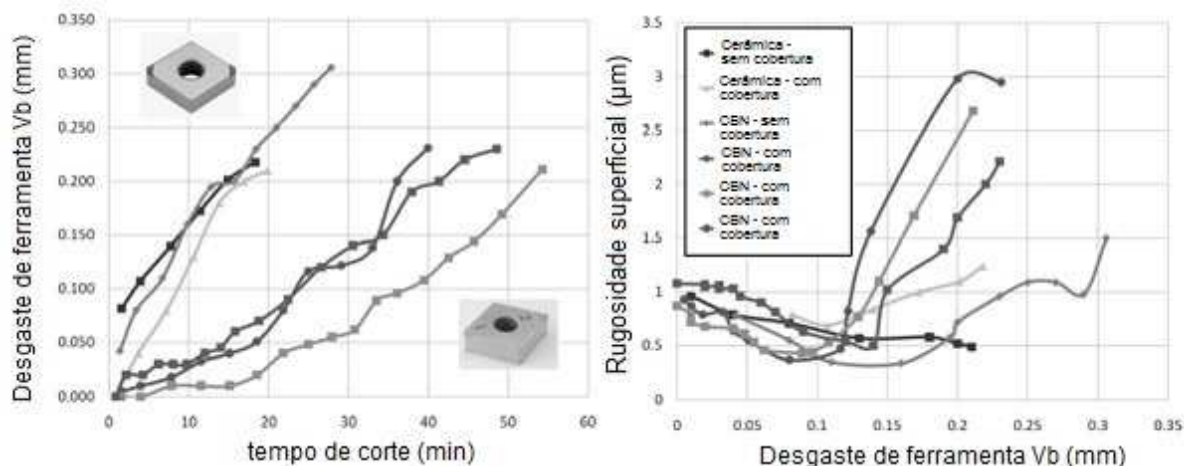 Desgaste de ferramenta Vb (mm)
0.350
0.300
0.250
0.200
0.150
0.100
0.050
0.000
0 10 20 30 40 50 60
tempo de corte (min)
Rugosidade superficial (µm)
3.5
3
2.5
2
1.5
1
0.5
0
Cerâmica -
sem cobertura
Cerâmica - com
cobertura
CBN - sem
cobertura
CBN - com
cobertura
CBN - com
cobertura
CBN - com
cobertura
0 0.05 0.1 0.15 0.2 0.25 0.3 0.35
Desgaste de ferramenta Vb (mm)